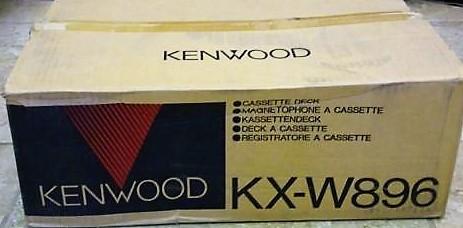 KENWOOD
CASSETTE DECK
MAGNETOPHONE A CASSETTE
KASSETTENDECK
DECK A CASSETTE
REGISTRATORE A CASSETTE
KENWOOD
KX-W896